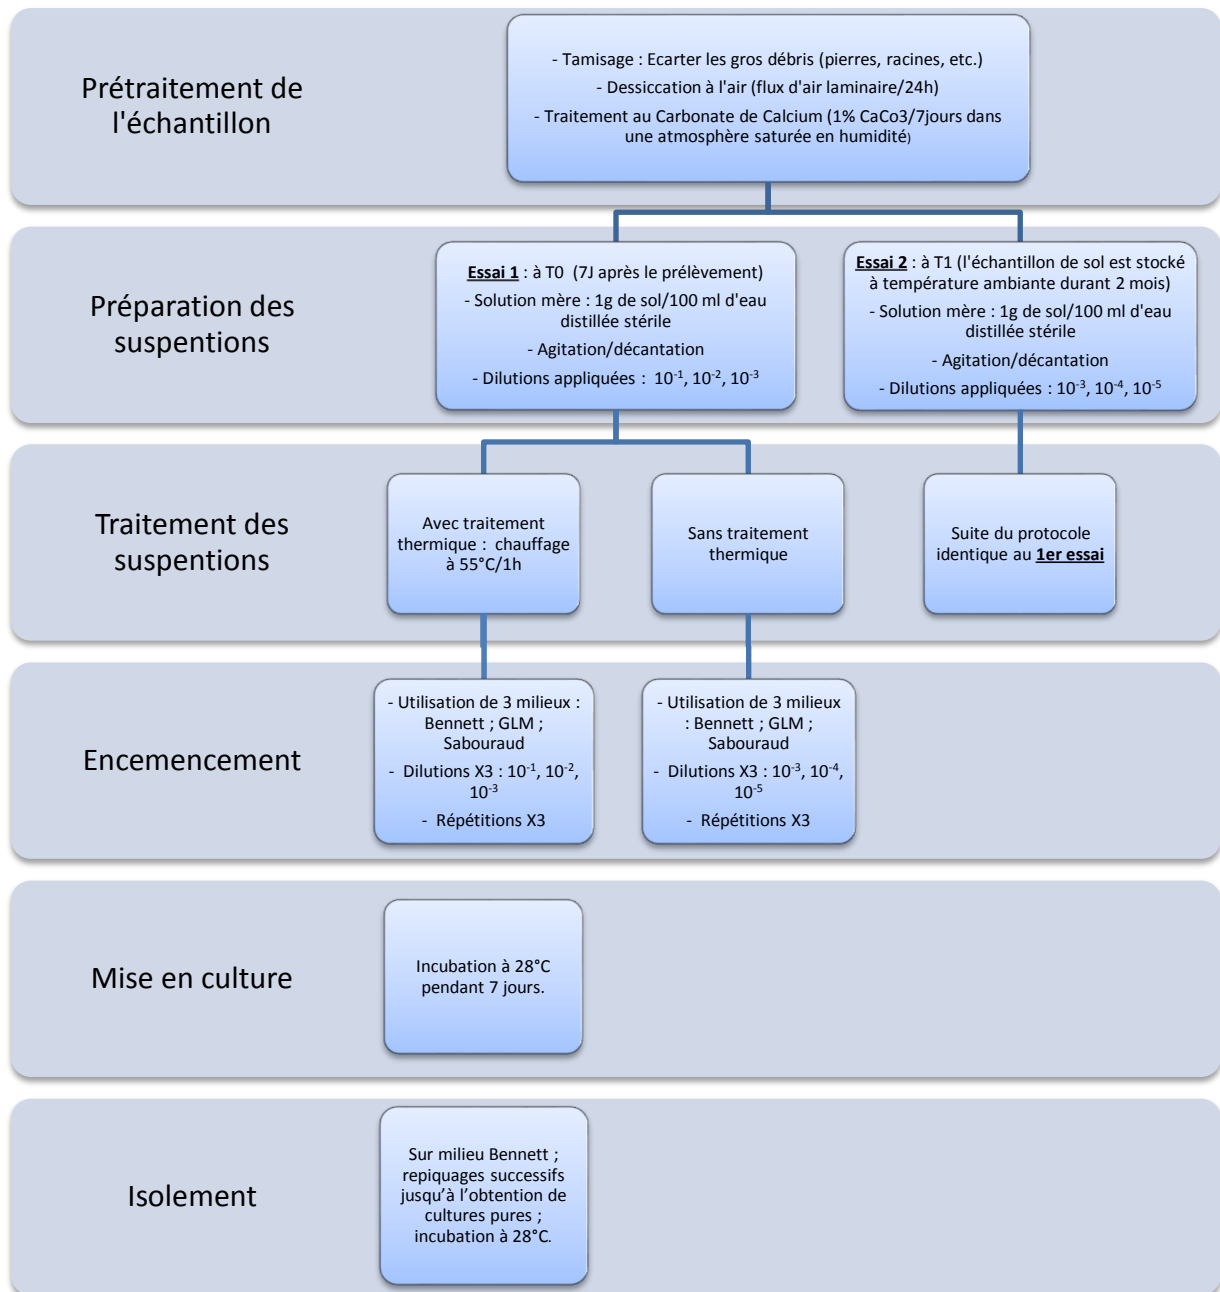 Prétraitement de
l'échantillon
- Tamisage : Ecarter les gros débris (pierres, racines, etc.)
- Dessiccation à l'air (flux d'air laminaire/24h)
- Traitement au Carbonate de Calcium (1% CaCo3/7jours dans
une atmosphère saturée en humidité)
Préparation des
suspentions
Essai 1 : à T0 (7J après le prélèvement)
- Solution mère : 1g de sol/100 ml d'eau
distillée stérile
- Agitation/décantation
- Dilutions appliquées : 10⁻¹, 10⁻², 10⁻³
Essai 2 : à T1 (l'échantillon de sol est stocké
à température ambiante durant 2 mois)
- Solution mère : 1g de sol/100 ml d'eau
distillée stérile
- Agitation/décantation
- Dilutions appliquées : 10⁻³, 10⁻⁴, 10⁻⁵
Traitement des
suspentions
Avec traitement
thermique : chauffage
à 55°C/1h
Sans traitement
thermique
Suite du protocole
identique au 1er essai
Encemencement
- Utilisation de 3 milieux :
Bennett ; GLM ;
Sabouraud
- Dilutions X3 : 10⁻¹, 10⁻²,
10⁻³
- Répétitions X3
- Utilisation de 3 milieux
: Bennett ; GLM ;
Sabouraud
- Dilutions X3 : 10⁻³, 10⁻⁴,
10⁻⁵
- Répétitions X3
Mise en culture
Incubation à 28°C
pendant 7 jours.
Isolement
Sur milieu Bennett ;
repiquages successifs
jusqu’à l’obtention de
cultures pures ;
incubation à 28°C.